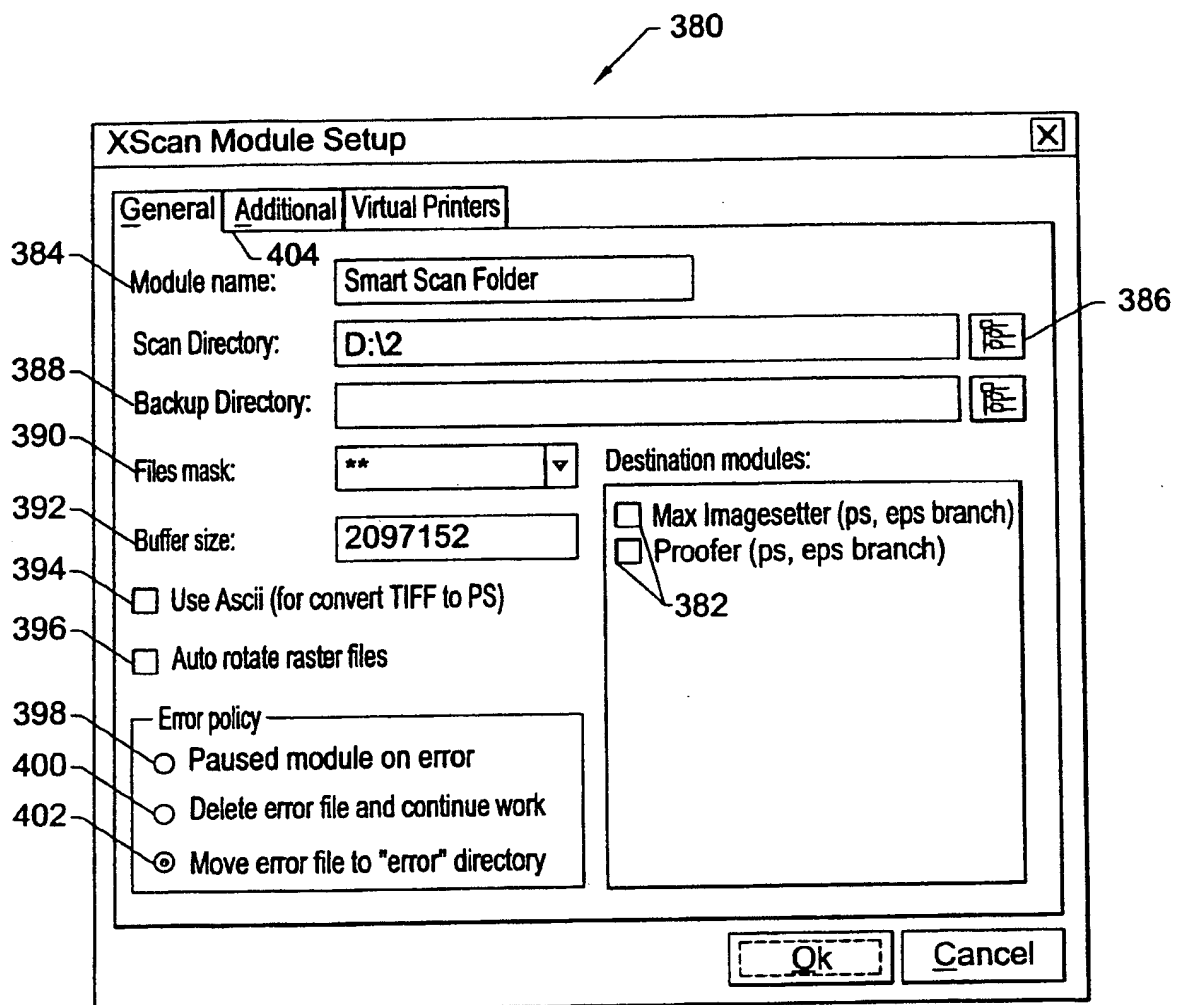 380
XScan Module Setup X
General Additional Virtual Printers
404
384 Module name: Smart Scan Folder
Scan Directory: D:\2
386
388 Backup Directory:
390 Files mask: ** Destination modules:
Max Imagesetter (ps, eps branch)
392 Buffer size: 2097152
Proofer (ps, eps branch)
382
394 Use Ascii (for convert TIFF to PS)
396 Auto rotate raster files
Error policy
398 Paused module on error
400 Delete error file and continue work
402 Move error file to "error" directory
Ok Cancel